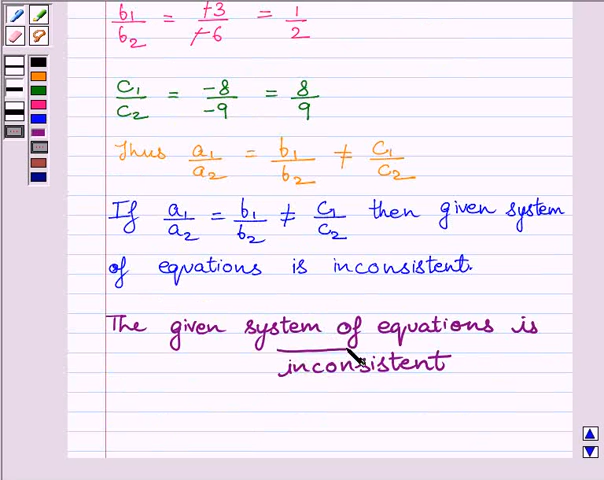 b₁/b₂ = -3/-6 = 1/2
c₁/c₂ = -8/-9 = 8/9
Thus a₁/a₂ = b₁/b₂ ≠ c₁/c₂
If a₁/a₂ = b₁/b₂ ≠ c₁/c₂ then given system
of equations is inconsistent.
The given system of equations is
inconsistent